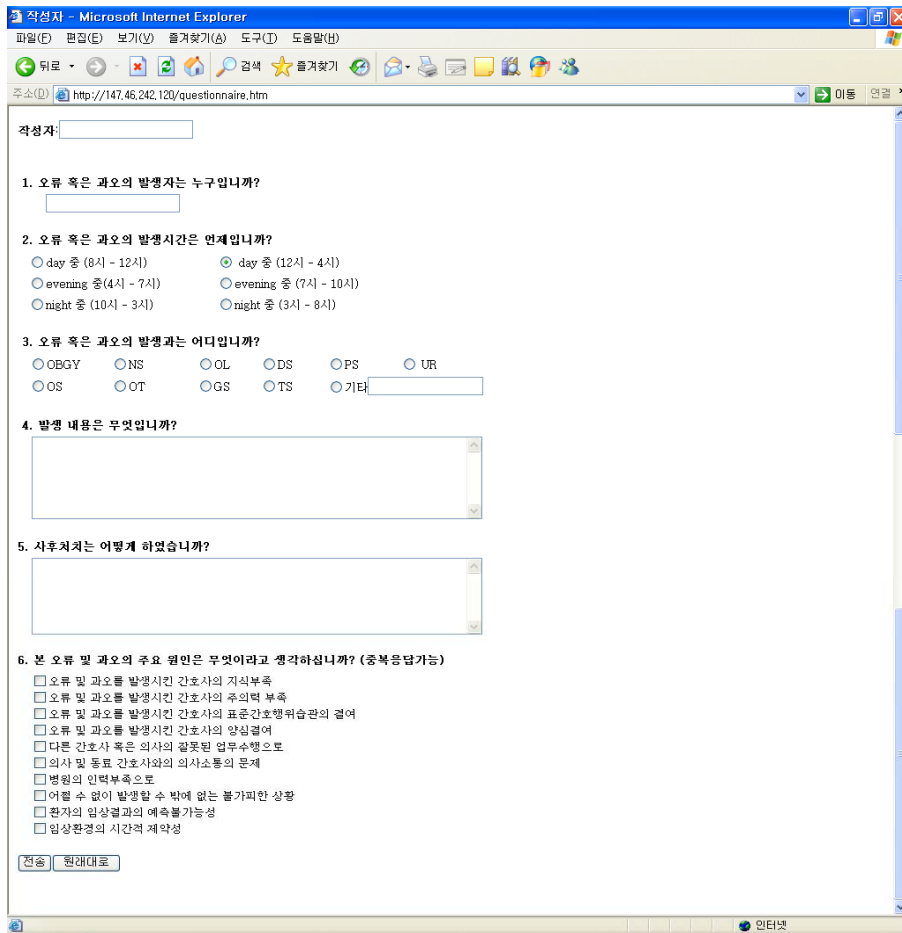 작성자 - Microsoft Internet Explorer
파일(F) 편집(E) 보기(V) 즐겨찾기(A) 도구(T) 도움말(H)
뒤로 검색 즐겨찾기
주소(D) http://147.46.242.120/questionnaire.htm 이동 연결
작성자:
1. 오류 혹은 과오의 발생자는 누구입니까?
2. 오류 혹은 과오의 발생시간은 언제입니까?
day 중 (8시 - 12시) day 중 (12시 - 4시)
evening 중(4시 - 7시) evening 중 (7시 - 10시)
night 중 (10시 - 3시) night 중 (3시 - 8시)
3. 오류 혹은 과오의 발생과는 어디입니까?
OBGY NS OL DS PS UR
OS OT GS TS 기타
4. 발생 내용은 무엇입니까?
5. 사후처치는 어떻게 하였습니까?
6. 본 오류 및 과오의 주요 원인은 무엇이라고 생각하십니까? (중복응답가능)
오류 및 과오를 발생시킨 간호사의 지식부족
오류 및 과오를 발생시킨 간호사의 주의력 부족
오류 및 과오를 발생시킨 간호사의 표준간호행위습관의 결여
오류 및 과오를 발생시킨 간호사의 양심결여
다른 간호사 혹은 의사의 잘못된 업무수행으로
의사 및 동료 간호사와의 의사소통의 문제
병원의 인력부족으로
어쩔 수 없이 발생할 수 밖에 없는 불가피한 상황
환자의 임상결과의 예측불가능성
임상환경의 시간적 제약성
전송 원래대로
인터넷